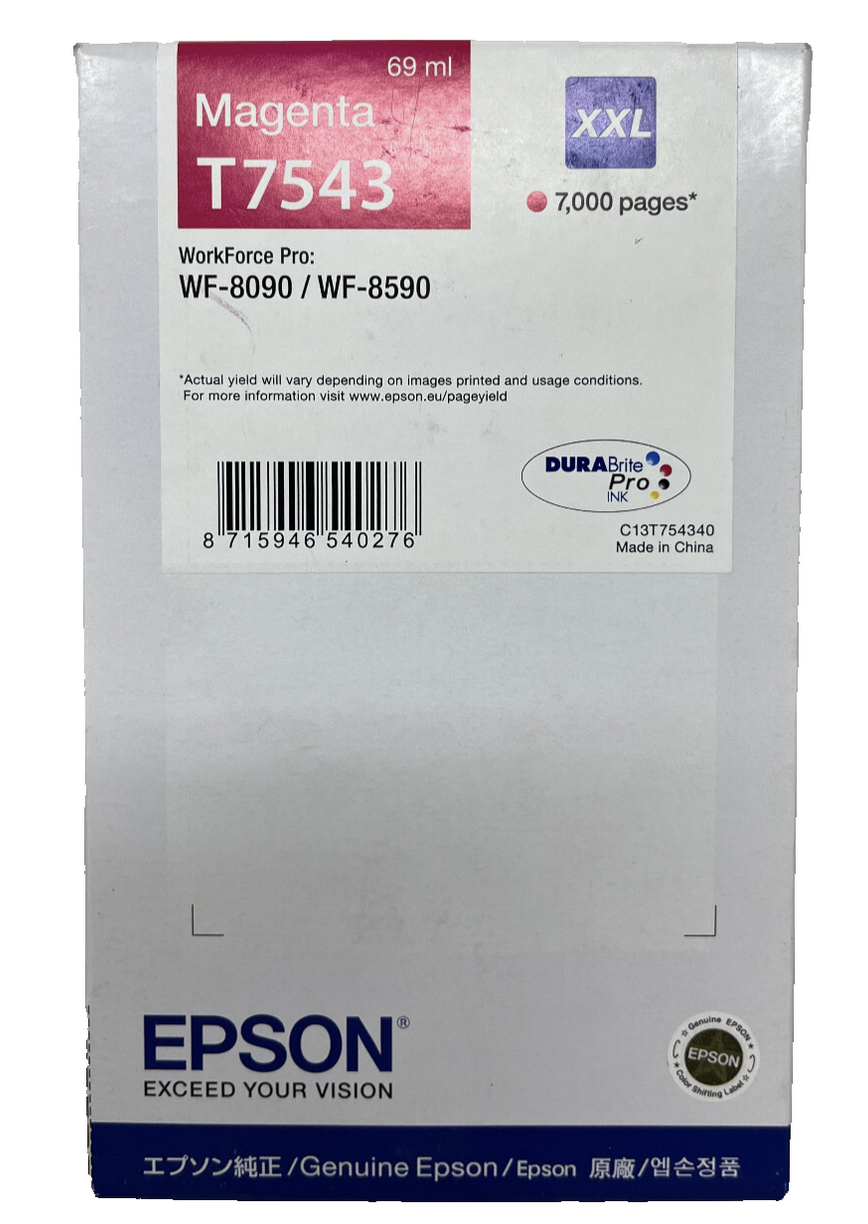 69 ml
Magenta
T7543
XXL
7,000 pages*
WorkForce Pro:
WF-8090 / WF-8590
*Actual yield will vary depending on images printed and usage conditions.
For more information visit www.epson.eu/pageyield
DURABrite
Pro
INK
8 715946 540276
C13T754340
Made in China
EPSON®
EXCEED YOUR VISION
☆ Genuine EPSON ★
EPSON
★ Color Shifting Label ☆
エプソン純正/Genuine Epson/Epson 原廠/엡손정품